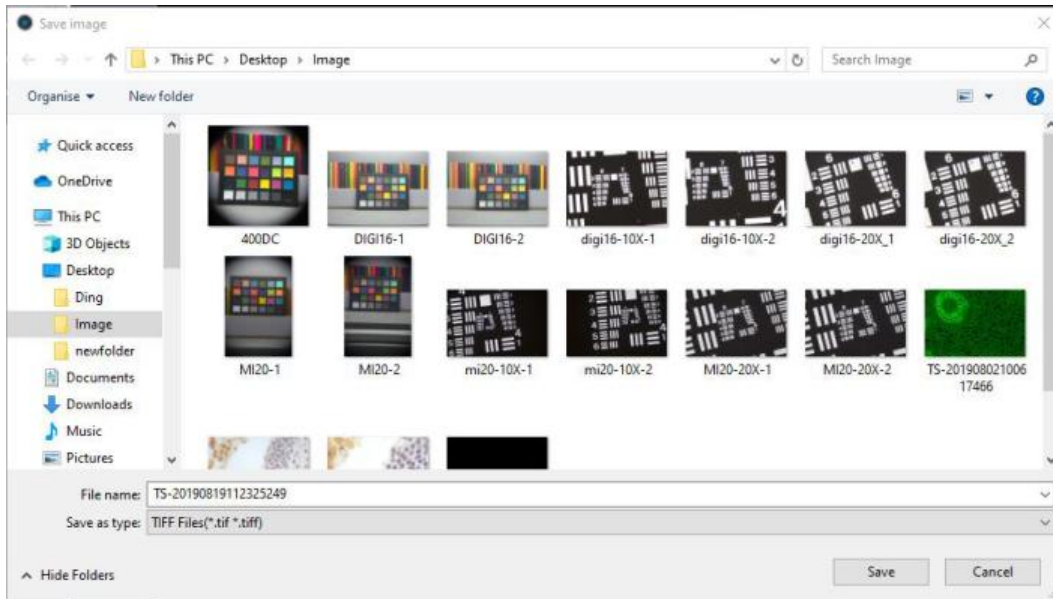 Save image
This PC > Desktop > Image
Search Image
Organise
New folder
Quick access
OneDrive
This PC
3D Objects
Desktop
Ding
Image
newfolder
Documents
Downloads
Music
Pictures
400DC
DIGI16-1
DIGI16-2
digi16-10X-1
digi16-10X-2
digi16-20X_1
digi16-20X_2
MI20-1
MI20-2
mi20-10X-1
mi20-10X-2
MI20-20X-1
MI20-20X-2
TS-201908021006
17466
File name: TS-20190819112325249
Save as type: TIFF Files(*.tif *.tiff)
Hide Folders
Save
Cancel